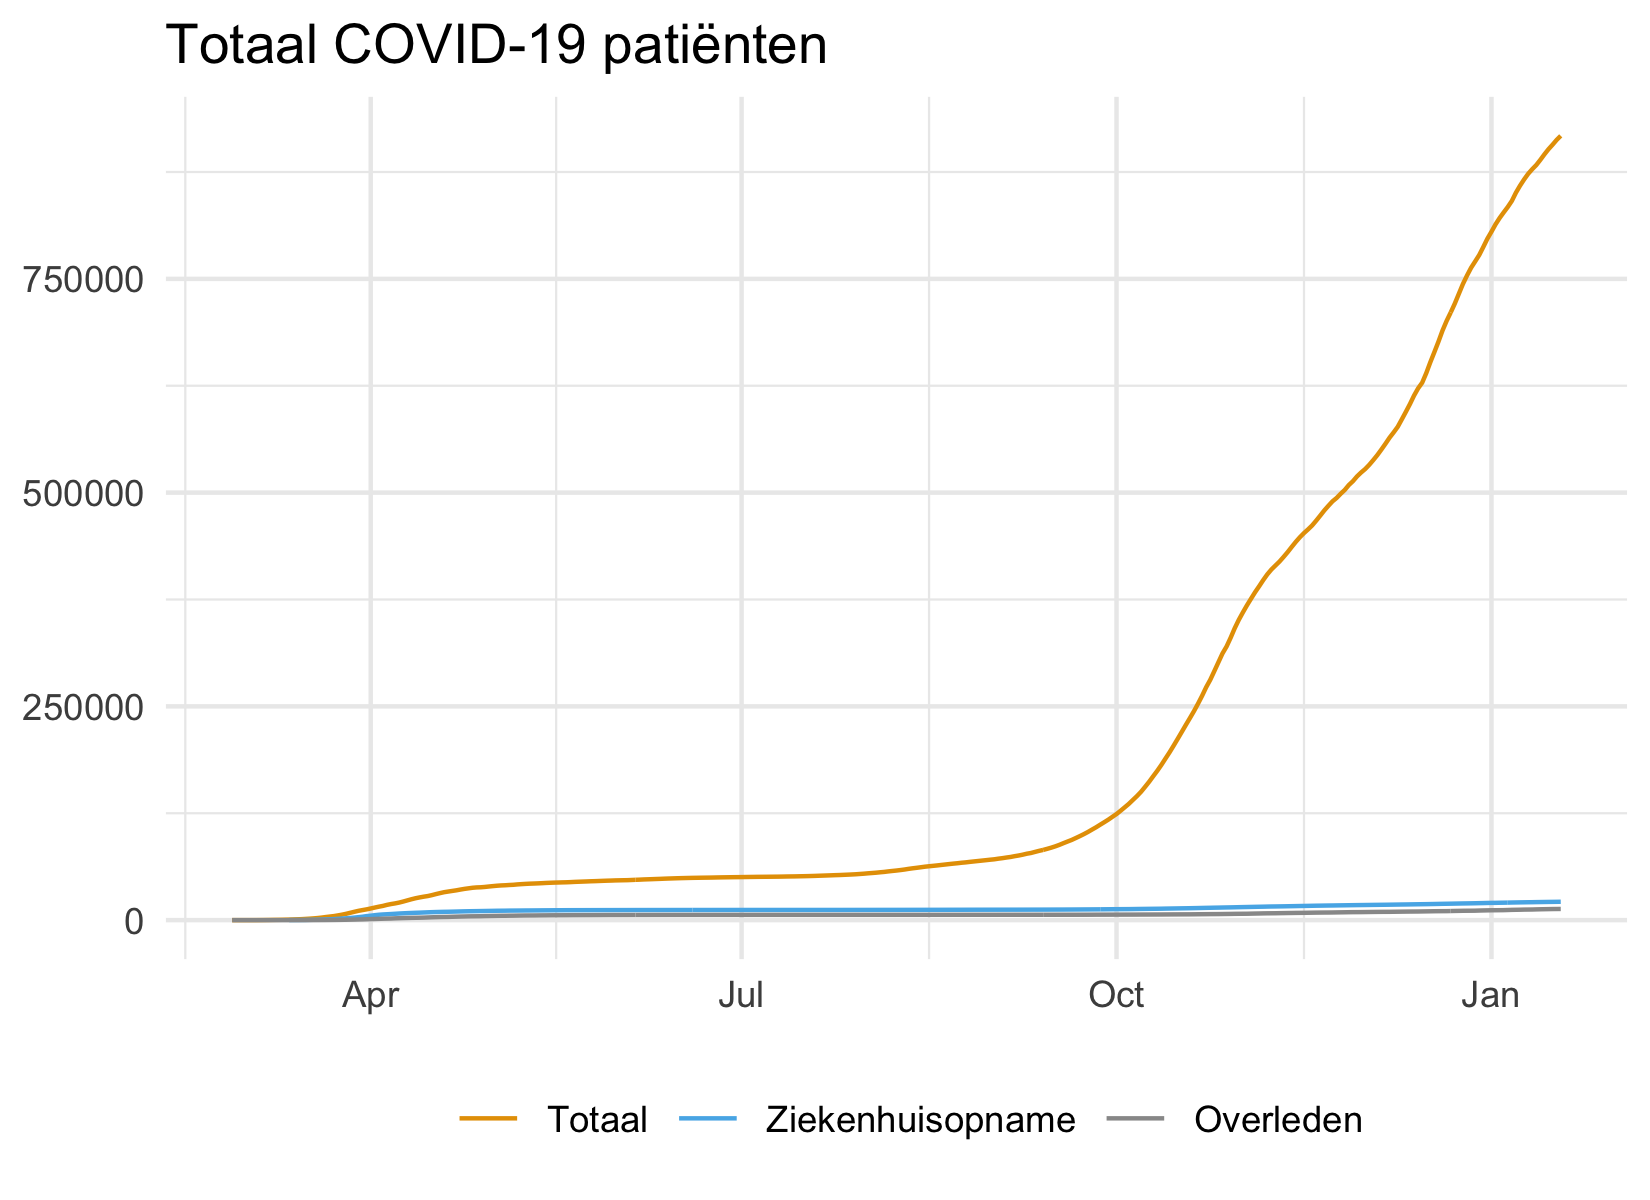 Totaal COVID-19 patiënten
750000
500000
250000
0
Apr Jul Oct Jan
Totaal Ziekenhuisopname Overleden